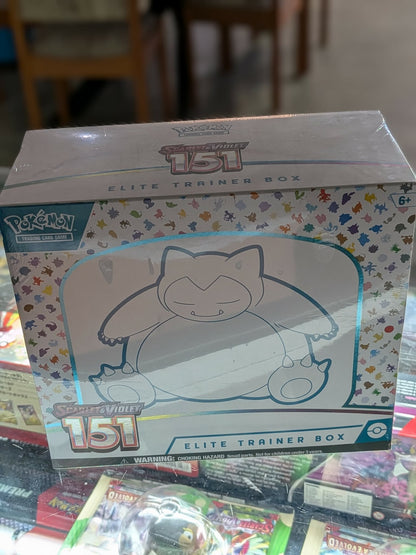 POKÉMON
TRADING CARD GAME
SCARLET & VIOLET
151
ELITE TRAINER BOX
POKÉMON
TRADING CARD GAME
6+
SCARLET & VIOLET
151
ELITE TRAINER BOX
WARNING: CHOKING HAZARD Small parts. Not for children under 3 years.